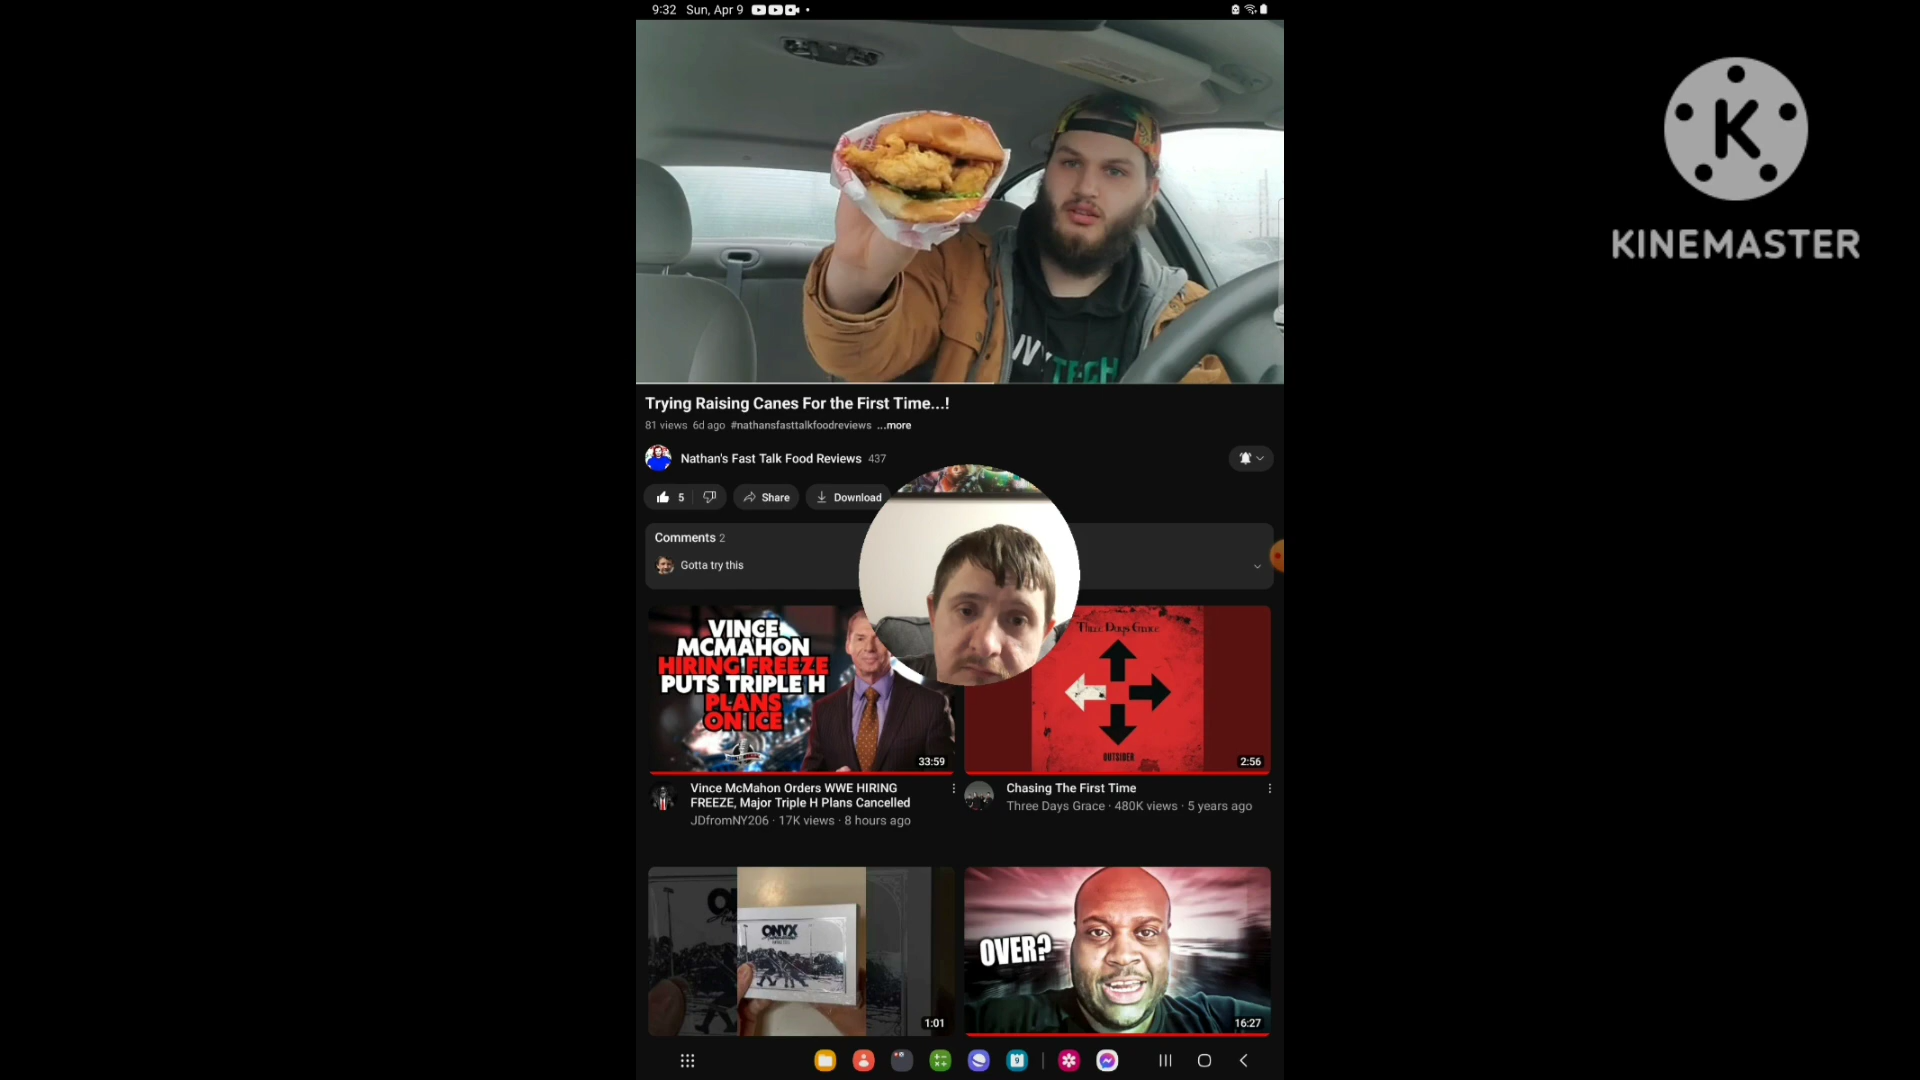 9:32 Sun, Apr 9
KINEMASTER
IVY TECH
Trying Raising Canes For the First Time...!
81 views 6d ago #nathansfasttalkfoodreviews ...more
Nathan's Fast Talk Food Reviews 437
5 Share Download
Comments 2
Gotta try this
VINCE
MCMAHON
HIRING FREEZE
PUTS TRIPLE H
PLANS
ON ICE
33:59
Three Days Grace
OUTSIDER
2:56
Vince McMahon Orders WWE HIRING
FREEZE, Major Triple H Plans Cancelled
JDfromNY206 · 17K views · 8 hours ago
Chasing The First Time
Three Days Grace · 480K views · 5 years ago
ONYX
1:01
OVER?
16:27
9